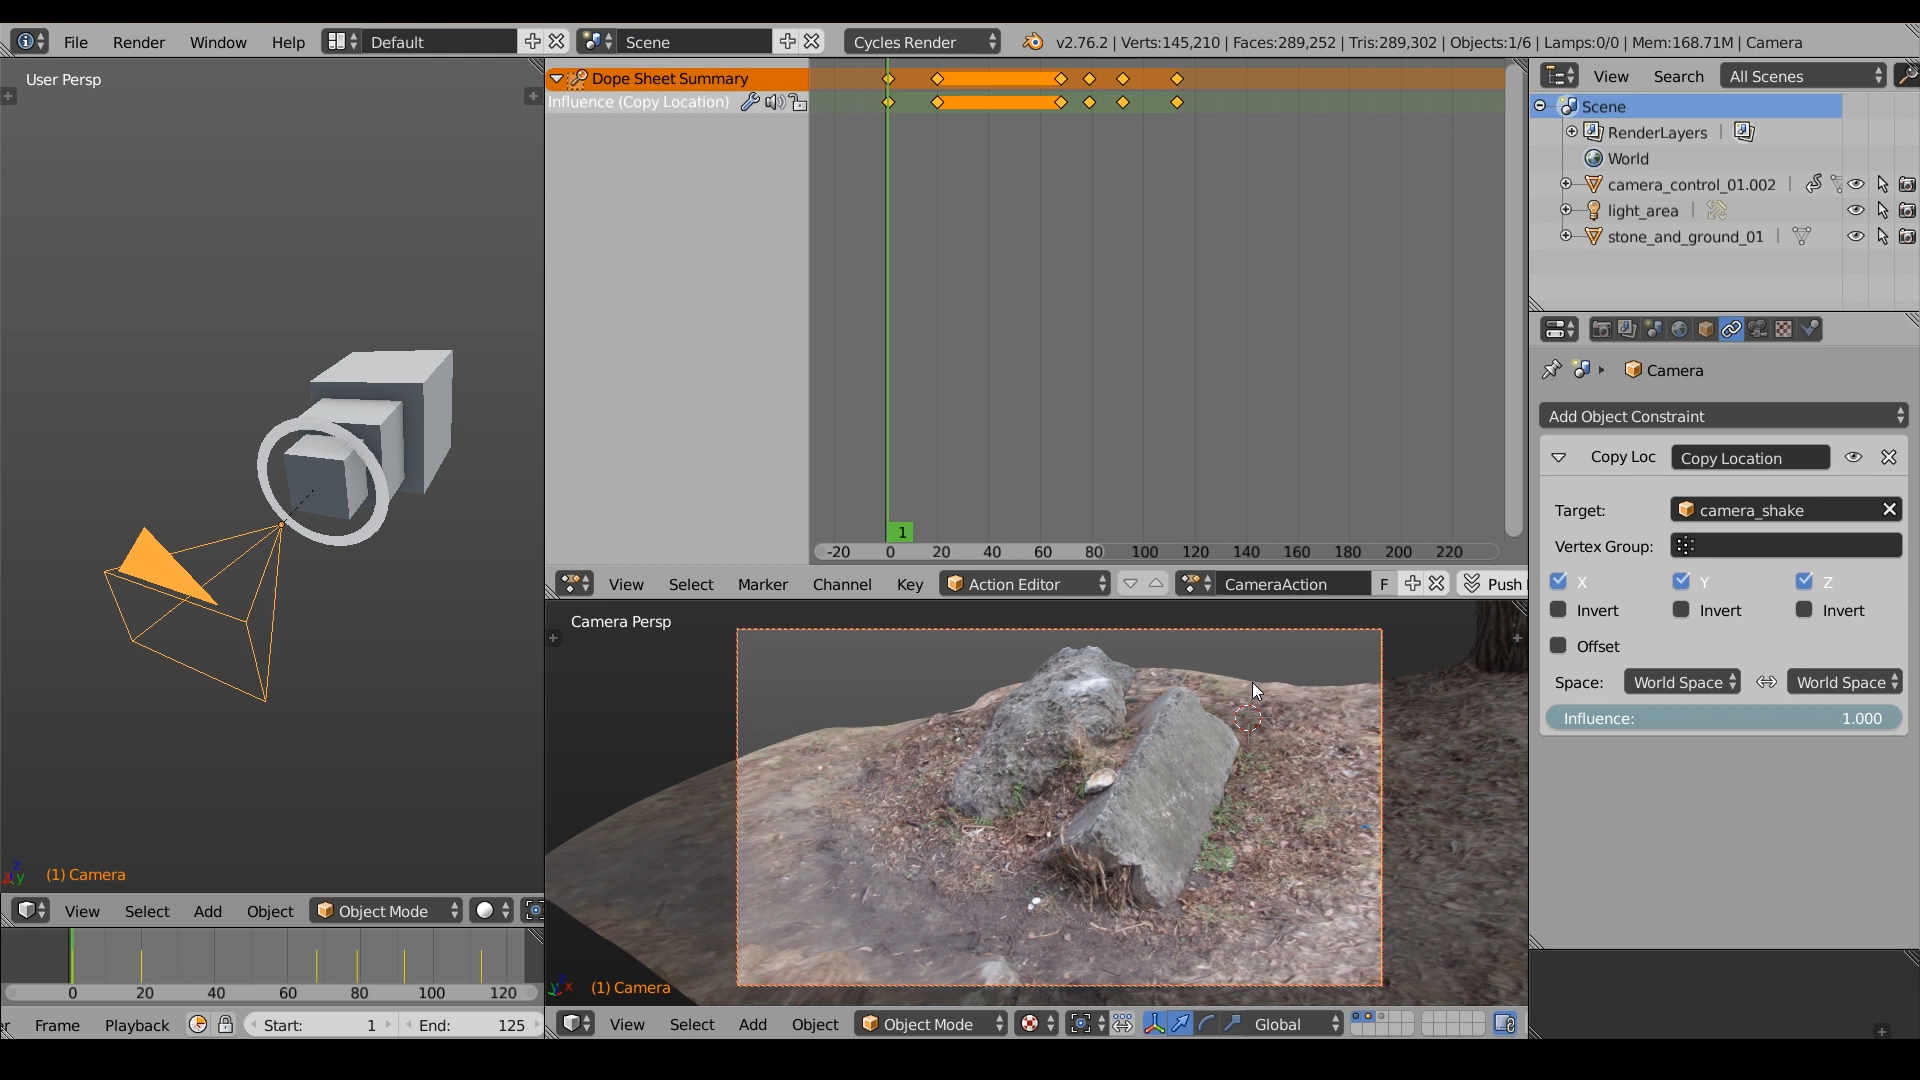 File Render Window Help Default Scene Cycles Render v2.76.2 | Verts:145,210 | Faces:289,252 | Tris:289,302 | Objects:1/6 | Lamps:0/0 | Mem:168.71M | Camera
User Persp
(1) Camera
View Select Add Object Object Mode
0 20 40 60 80 100 120
Frame Playback Start: 1 End: 125
Dope Sheet Summary
Influence (Copy Location)
1
-20 0 20 40 60 80 100 120 140 160 180 200 220
View Select Marker Channel Key Action Editor CameraAction F Push
Camera Persp
(1) Camera
View Select Add Object Object Mode Global
View Search All Scenes
Scene
RenderLayers |
World
camera_control_01.002 |
light_area |
stone_and_ground_01 |
Camera
Add Object Constraint
Copy Loc Copy Location
Target: camera_shake
Vertex Group:
X Y Z
Invert Invert Invert
Offset
Space: World Space World Space
Influence: 1.000